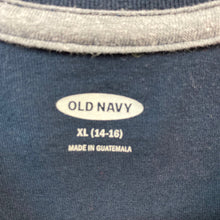 OLD NAVY
XL (14-16)
MADE IN GUATEMALA